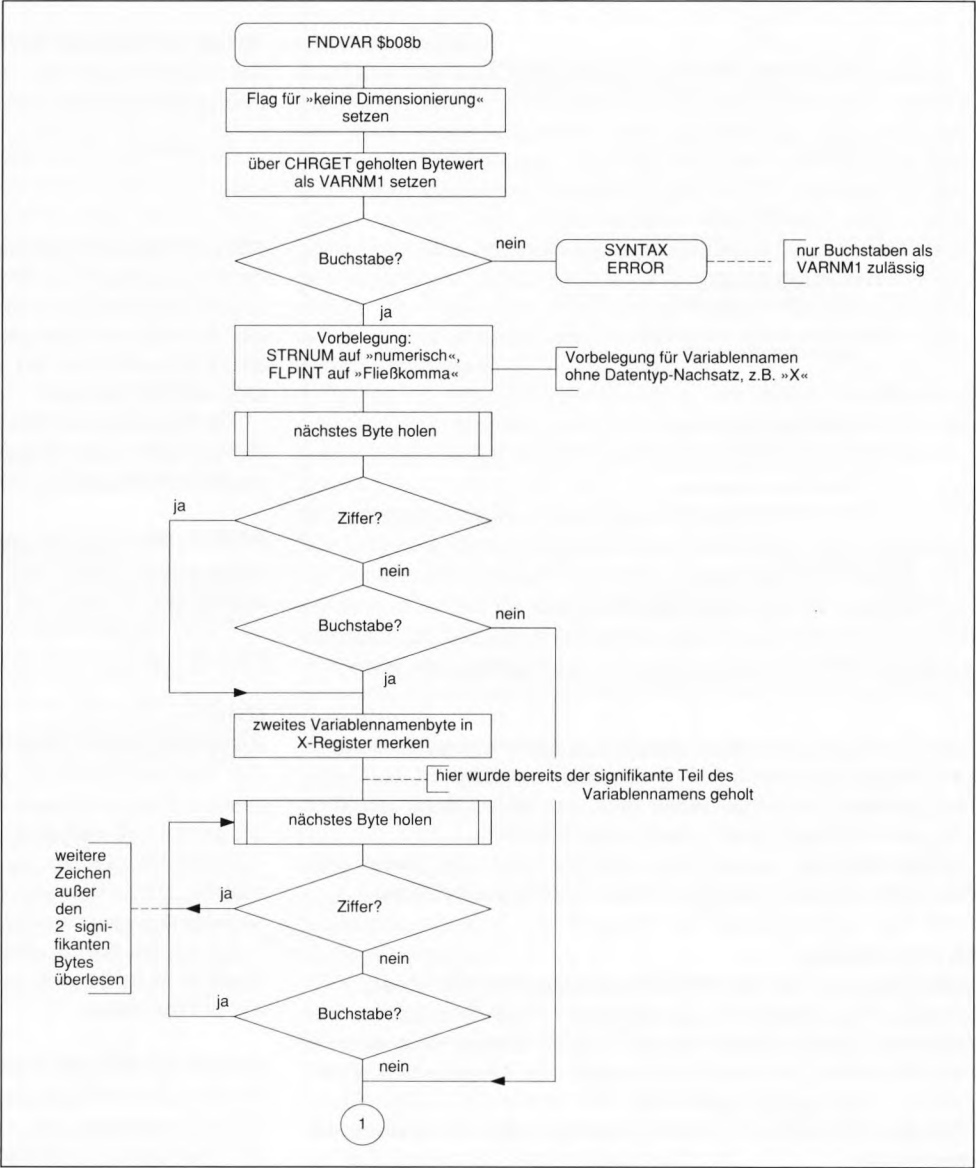 FNDVAR $b08b
Flag für »keine Dimensionierung«
setzen
über CHRGET geholten Bytewert
als VARNM1 setzen
Buchstabe?
nein
SYNTAX
ERROR
nur Buchstaben als
VARNM1 zulässig
ja
Vorbelegung:
STRNUM auf »numerisch«,
FLPINT auf »Fließkomma«
Vorbelegung für Variablennamen
ohne Datentyp-Nachsatz, z.B. »X«
nächstes Byte holen
ja
Ziffer?
nein
Buchstabe?
nein
ja
zweites Variablennamenbyte in
X-Register merken
hier wurde bereits der signifikante Teil des
Variablennamens geholt
nächstes Byte holen
weitere
Zeichen
außer
den
2 signi-
fikanten
Bytes
überlesen
ja
Ziffer?
nein
ja
Buchstabe?
nein
1